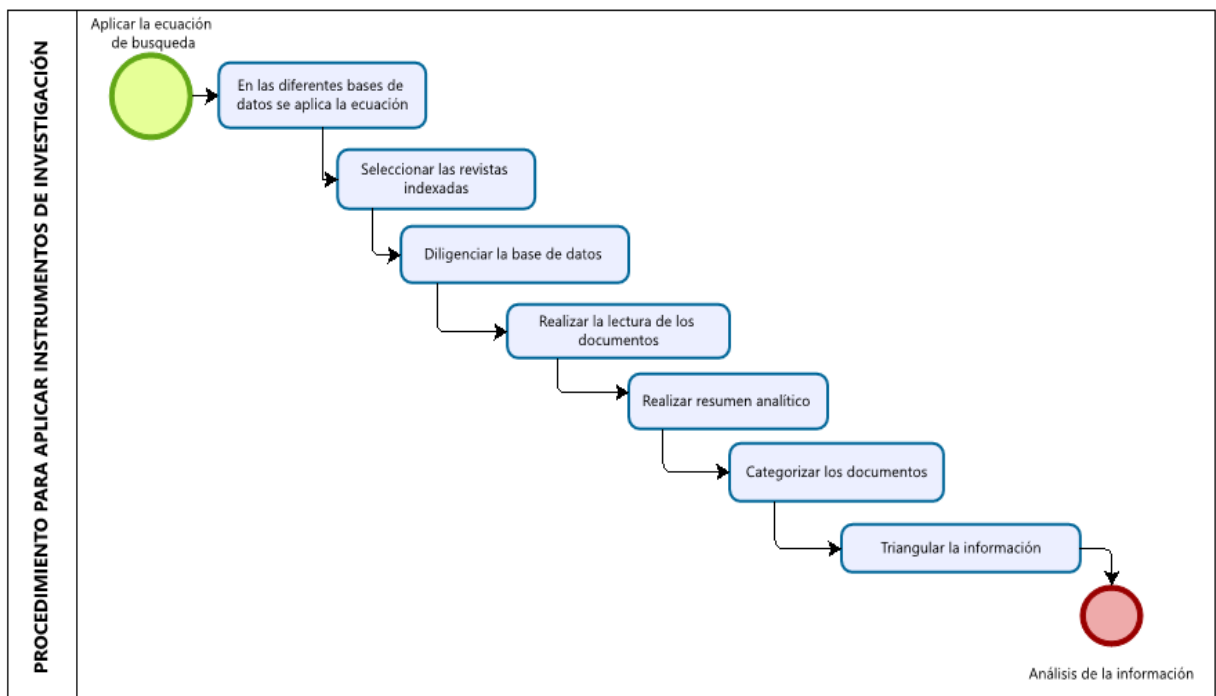 PROCEDIMIENTO PARA APLICAR INSTRUMENTOS DE INVESTIGACIÓN
Aplicar la ecuación
de busqueda
En las diferentes bases de
datos se aplica la ecuación
Seleccionar las revistas
indexadas
Diligenciar la base de datos
Realizar la lectura de los
documentos
Realizar resumen analítico
Categorizar los documentos
Triangular la información
Análisis de la información